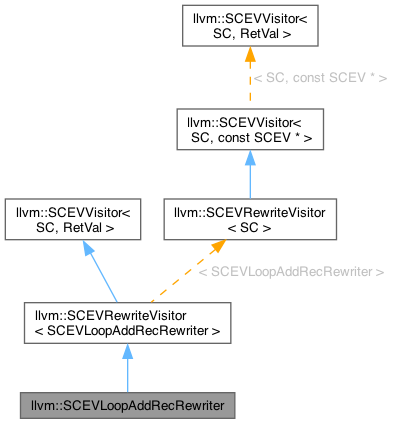 llvm::SCEVVisitor<
SC, RetVal >
< SC, const SCEV * >
llvm::SCEVVisitor<
SC, const SCEV * >
llvm::SCEVVisitor<
SC, RetVal >
llvm::SCEVRewriteVisitor
< SC >
< SCEVLoopAddRecRewriter >
llvm::SCEVRewriteVisitor
< SCEVLoopAddRecRewriter >
llvm::SCEVLoopAddRecRewriter